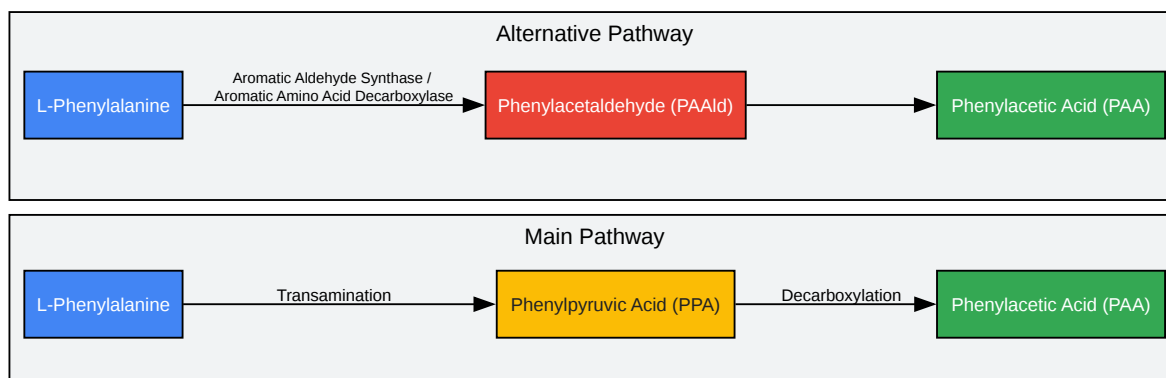 Alternative Pathway
L-Phenylalanine
Aromatic Aldehyde Synthase /
Aromatic Amino Acid Decarboxylase
Phenylacetaldehyde (PAAld)
Phenylacetic Acid (PAA)
Main Pathway
L-Phenylalanine
Transamination
Phenylpyruvic Acid (PPA)
Decarboxylation
Phenylacetic Acid (PAA)